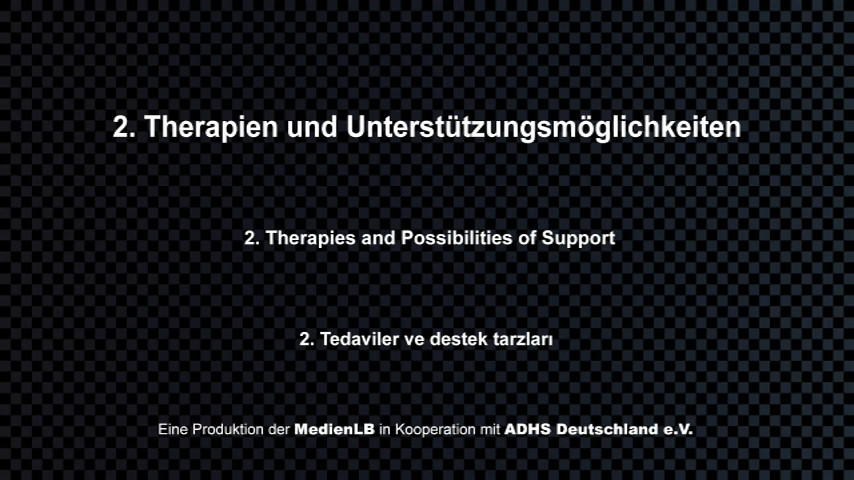 2. Therapien und Unterstützungsmöglichkeiten
2. Therapies and Possibilities of Support
2. Tedaviler ve destek tarzları
Eine Produktion der MedienLB in Kooperation mit ADHS Deutschland e.V.